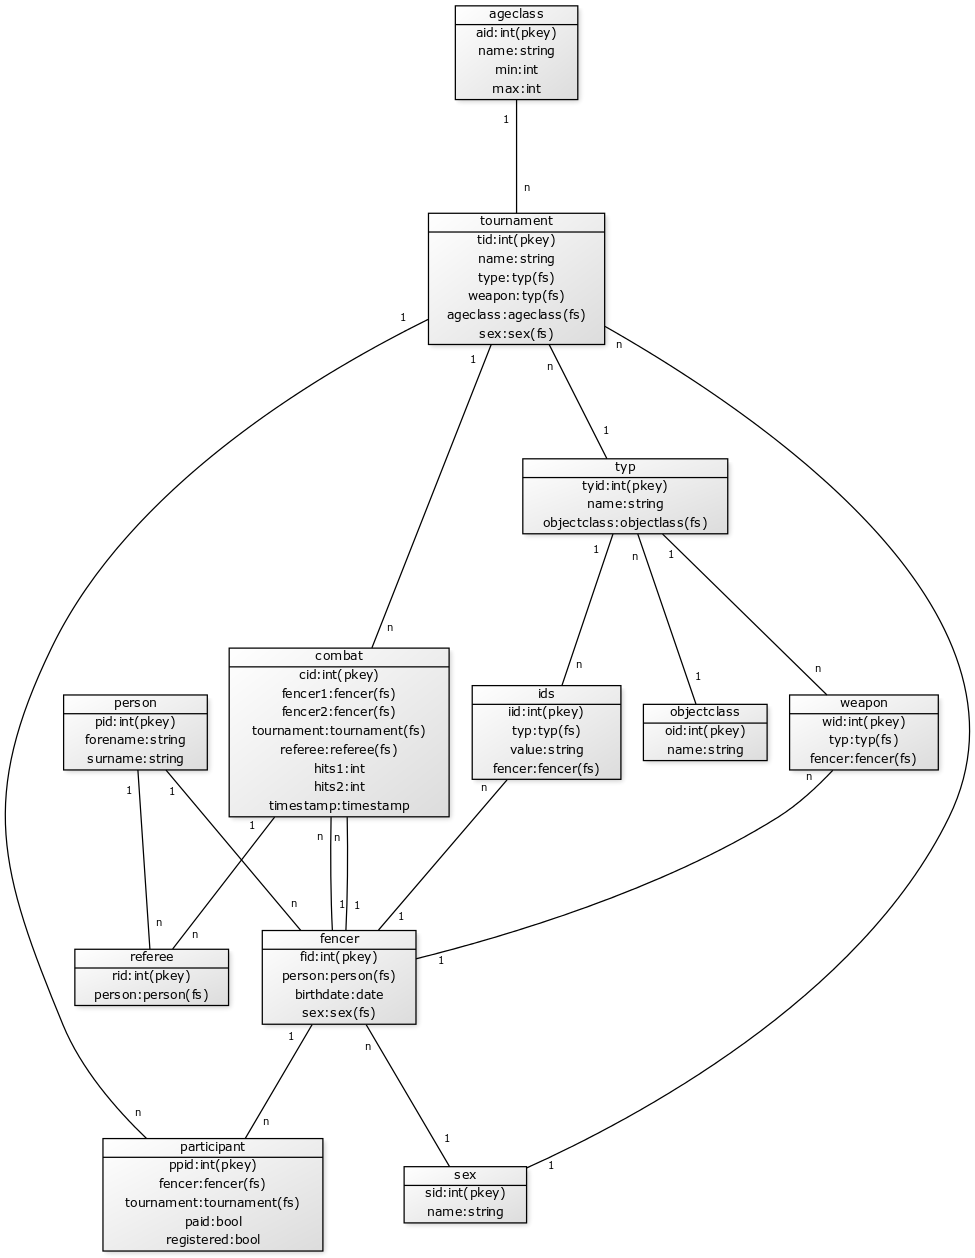 ageclass
aid:int(pkey)
name:string
min:int
max:int
1
n
tournament
tid:int(pkey)
name:string
type:typ(fs)
weapon:typ(fs)
ageclass:ageclass(fs)
sex:sex(fs)
1
1
n
n
1
typ
tyid:int(pkey)
name:string
objectclass:objectlass(fs)
1
n
1
n
n
1
n
combat
cid:int(pkey)
fencer1:fencer(fs)
fencer2:fencer(fs)
tournament:tournament(fs)
referee:referee(fs)
hits1:int
hits2:int
timestamp:timestamp
person
pid:int(pkey)
forename:string
surname:string
ids
iid:int(pkey)
typ:typ(fs)
value:string
fencer:fencer(fs)
objectclass
oid:int(pkey)
name:string
weapon
wid:int(pkey)
typ:typ(fs)
fencer:fencer(fs)
1
1
1
n
n
n
n
n
n
n
n
1
1
1
1
referee
rid:int(pkey)
person:person(fs)
fencer
fid:int(pkey)
person:person(fs)
birthdate:date
sex:sex(fs)
1
n
n
n
1
1
participant
ppid:int(pkey)
fencer:fencer(fs)
tournament:tournament(fs)
paid:bool
registered:bool
sex
sid:int(pkey)
name:string